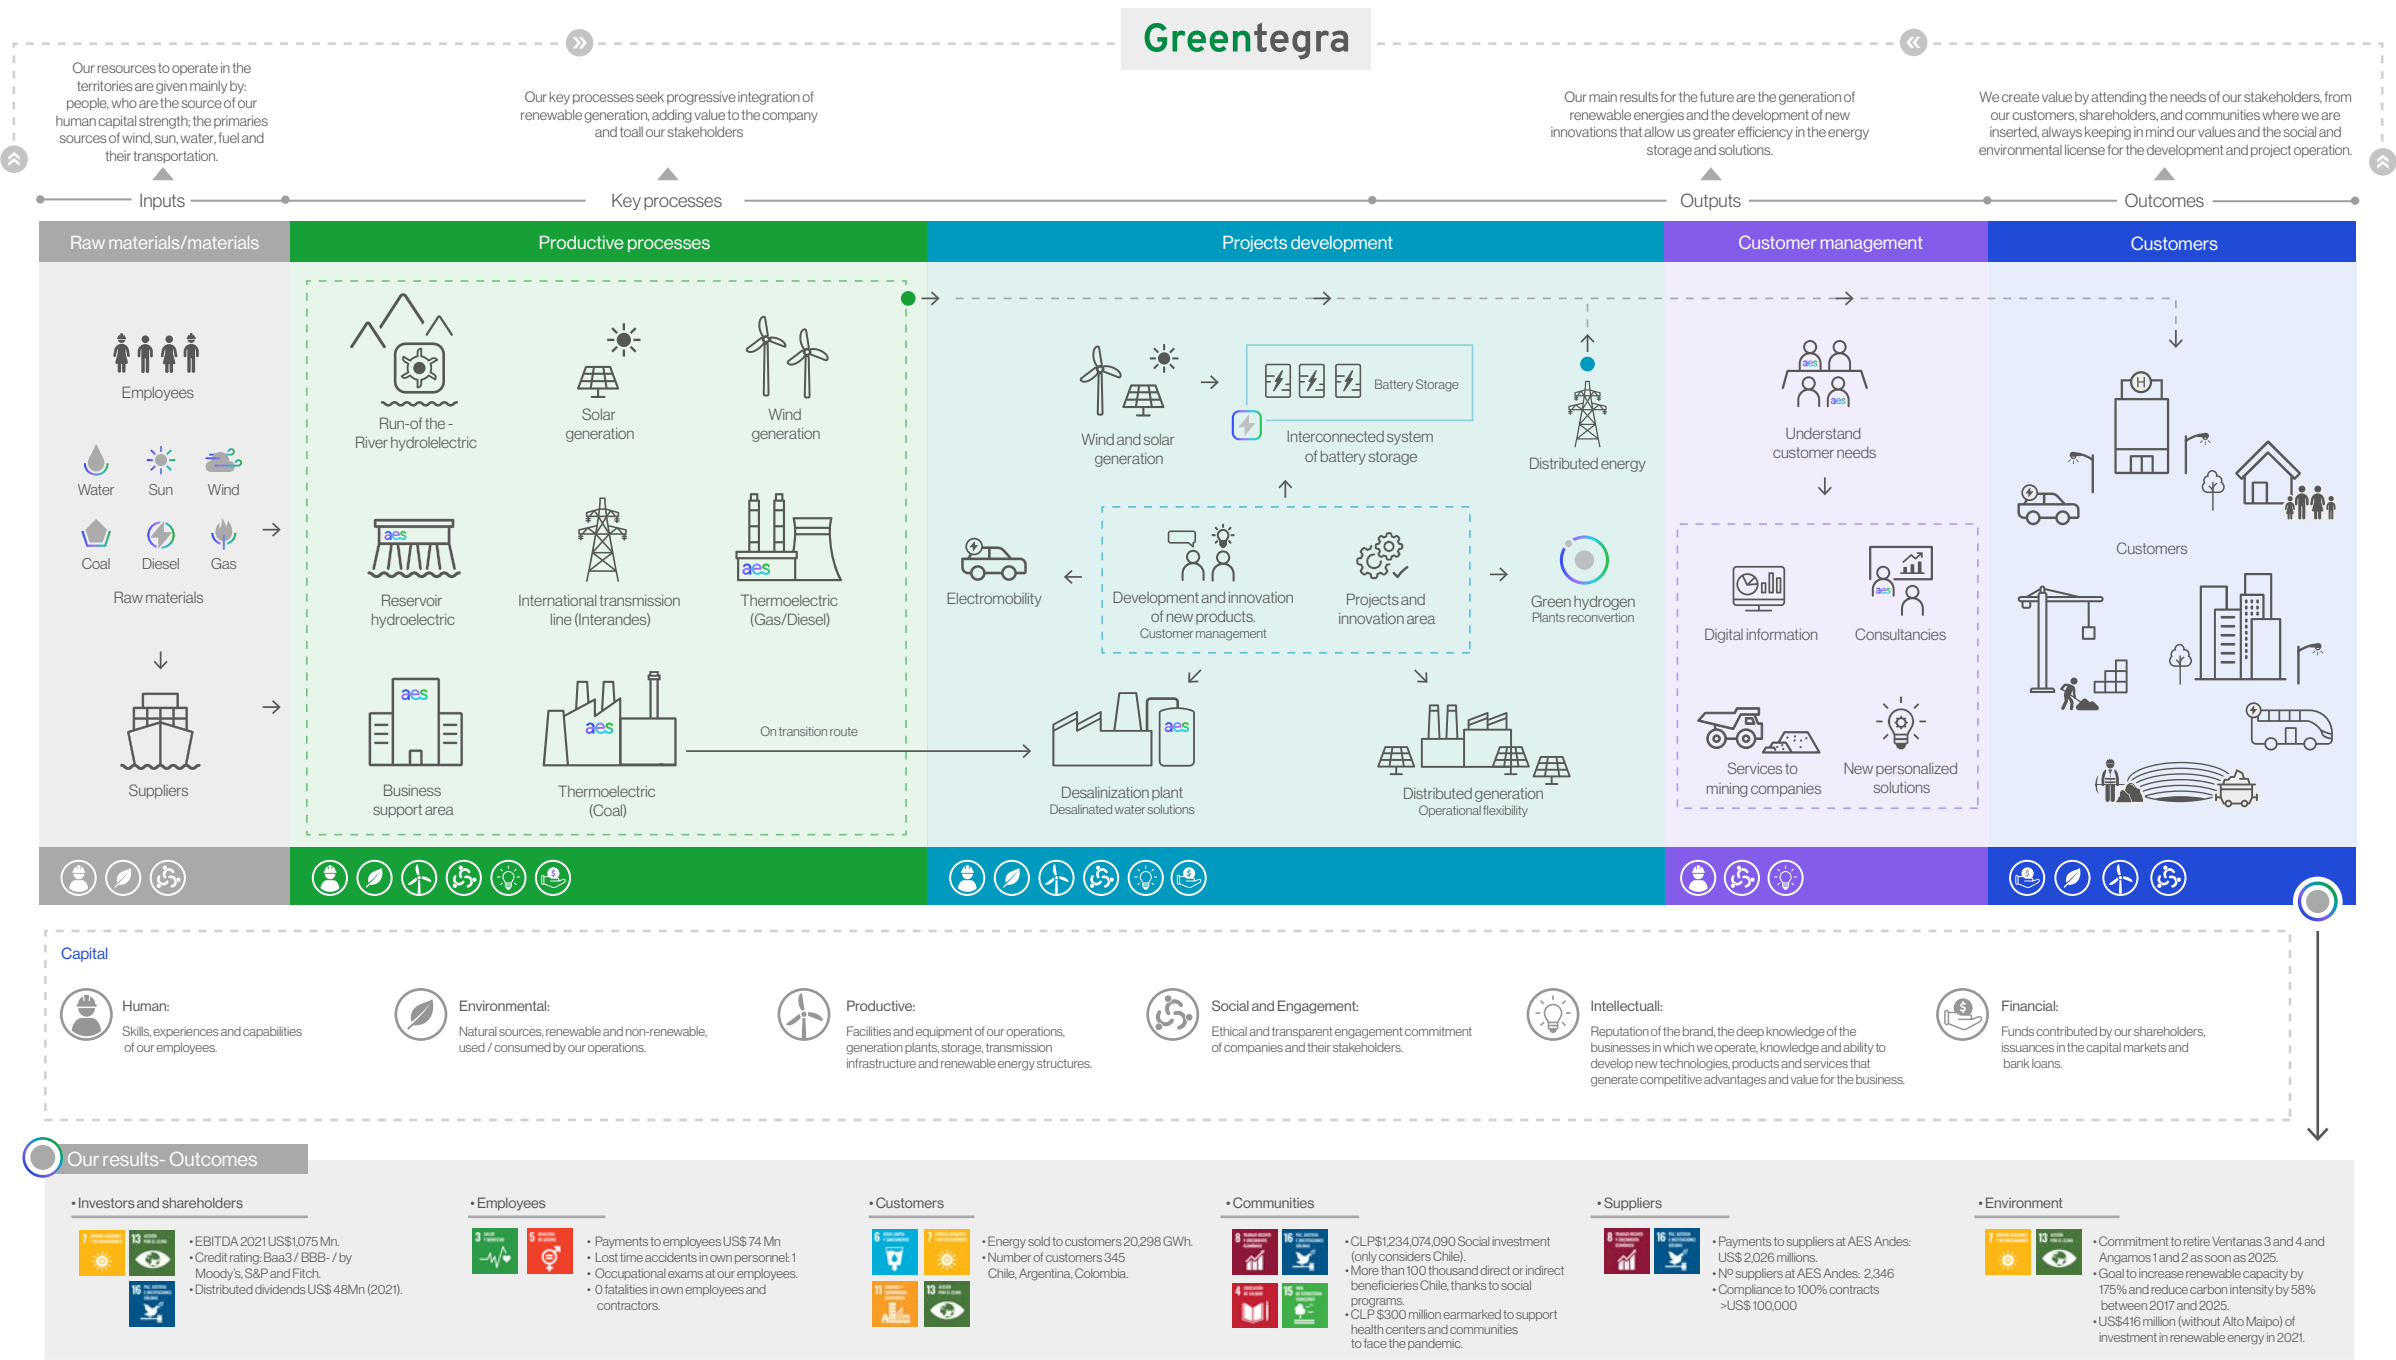 Greentegra
Our resources to operate in the
territories are given mainly by:
people, who are the source of our
human capital strength; the primaries
sources of wind, sun, water, fuel and
their transportation.
Our key processes seek progressive integration of
renewable generation, adding value to the company
and toall our stakeholders
Our main results for the future are the generation of
renewable energies and the development of new
innovations that allow us greater efficiency in the energy
storage and solutions.
We create value by attending the needs of our stakeholders, from
our customers, shareholders, and communities where we are
inserted, always keeping in mind our values and the social and
environmental license for the development and project operation.
Inputs
Key processes
Outputs
Outcomes
Raw materials/materials
Productive processes
Projects development
Customer management
Customers
Employees
Water
Sun
Wind
Coal
Diesel
Gas
Raw materials
Suppliers
Run-of the -
River hydrolelectric
Solar
generation
Wind
generation
aes
Reservoir
hydroelectric
International transmission
line (Interandes)
aes
Thermoelectric
(Gas/Diesel)
aes
Business
support area
aes
Thermoelectric
(Coal)
On transition route
Wind and solar
generation
Battery Storage
Interconnected system
of battery storage
Distributed energy
Electromobility
Development and innovation
of new products.
Customer management
Projects and
innovation area
Green hydrogen
Plants reconvertion
aes
Desalinization plant
Desalinated water solutions
Distributed generation
Operational flexibility
aes
aes
Understand
customer needs
Digital information
aes
Consultancies
Services to
mining companies
New personalized
solutions
H
Customers
Capital
Human:
Skills, experiences and capabilities
of our employees.
Environmental:
Natural sources, renewable and non-renewable,
used / consumed by our operations.
Productive:
Facilities and equipment of our operations,
generation plants, storage, transmission
infrastructure and renewable energy structures.
Social and Engagement:
Ethical and transparent engagement commitment
of companies and their stakeholders.
Intellectuall:
Reputation of the brand, the deep knowledge of the
businesses in which we operate, knowledge and ability to
develop new technologies, products and services that
generate competitive advantages and value for the business.
Financial:
Funds contributed by our shareholders,
issuances in the capital markets and
bank loans.
Our results- Outcomes
• Investors and shareholders
7
13
16
• EBITDA 2021 US$1,075 Mn.
• Credit rating: Baa3 / BBB- / by
Moody's, S&P and Fitch.
• Distributed dividends US$ 48Mn (2021).
• Employees
3
5
• Payments to employees US$ 74 Mn
• Lost time accidents in own personnel: 1
• Occupational exams at our employees.
• 0 fatalities in own employees and
contractors.
• Customers
6
7
11
13
• Energy sold to customers 20,298 GWh.
• Number of customers 345
Chile, Argentina, Colombia.
• Communities
8
16
4
15
• CLP$1,234,074,090 Social investment
(only considers Chile).
• More than 100 thousand direct or indirect
beneficieries Chile, thanks to social
programs.
• CLP $300 million earmarked to support
health centers and communities
to face the pandemic.
• Suppliers
8
16
• Payments to suppliers at AES Andes:
US$ 2,026 millions.
• Nº suppliers at AES Andes: 2,346
• Compliance to 100% contracts
>US$ 100,000
• Environment
7
13
• Commitment to retire Ventanas 3 and 4 and
Angamos 1 and 2 as soon as 2025.
• Goal to increase renewable capacity by
175% and reduce carbon intensity by 58%
between 2017 and 2025.
• US$416 million (without Alto Maipo) of
investment in renewable energy in 2021.